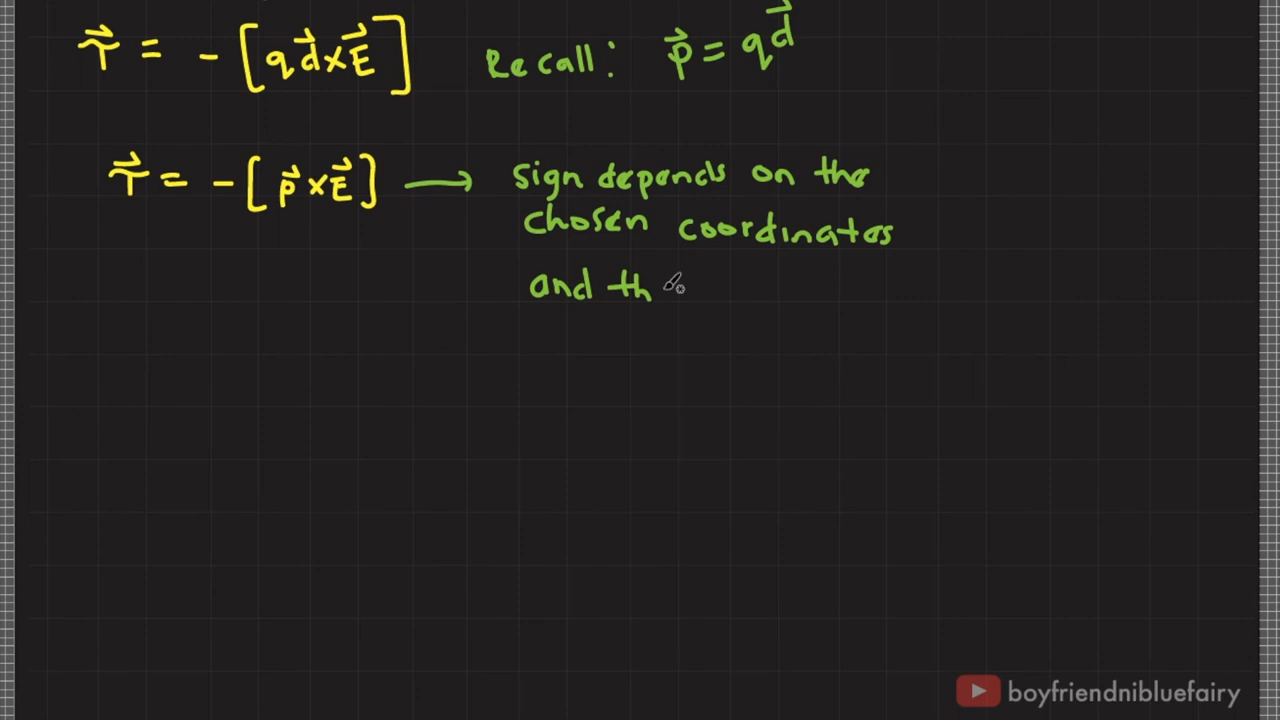 τ⃗ = - [qd⃗ × E⃗] Recall: p⃗ = qd⃗
τ⃗ = - [p⃗ × E⃗] → sign depends on the
chosen coordinates
and th
boyfriendnibluefairy